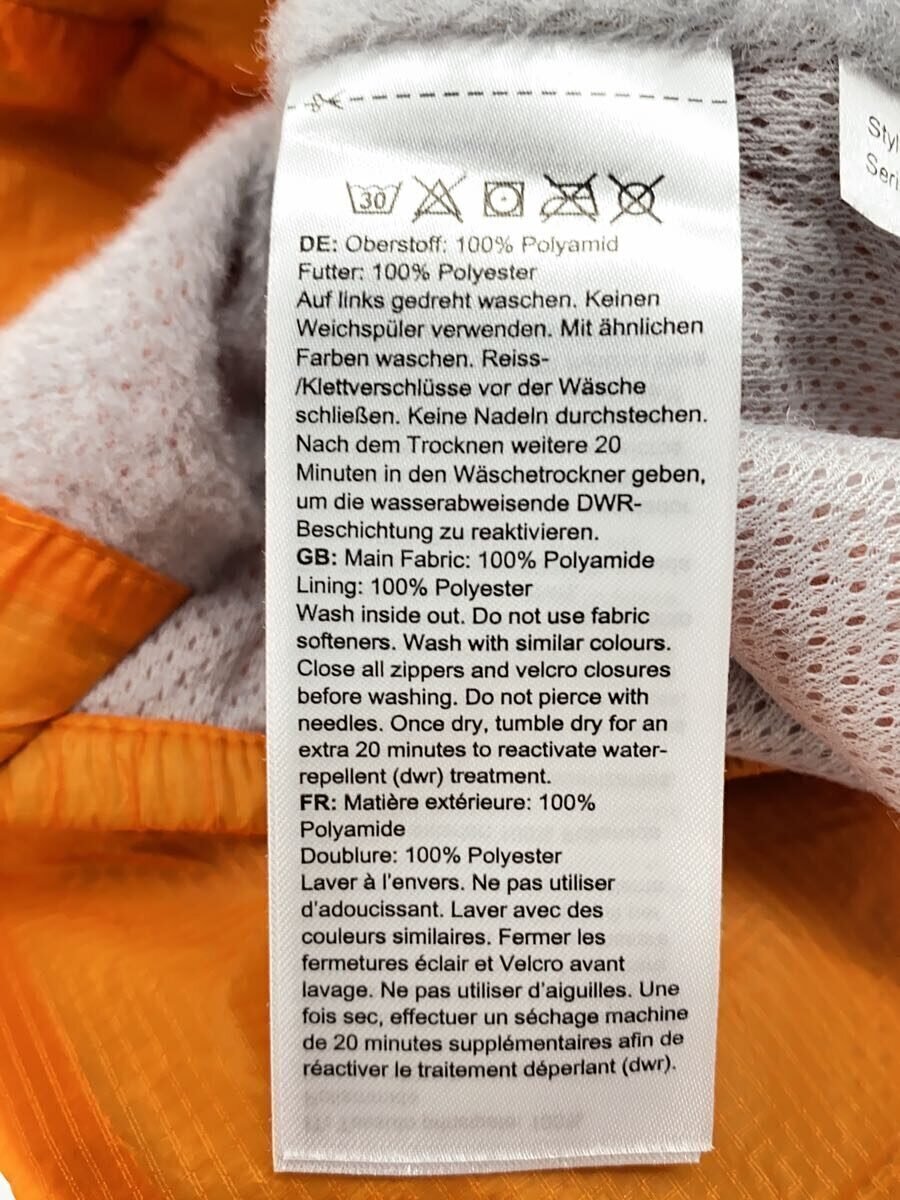 30
DE: Oberstoff: 100% Polyamid
Futter: 100% Polyester
Auf links gedreht waschen. Keinen
Weichspüler verwenden. Mit ähnlichen
Farben waschen. Reiss-
/Klettverschlüsse vor der Wäsche
schließen. Keine Nadeln durchstechen.
Nach dem Trocknen weitere 20
Minuten in den Wäschetrockner geben,
um die wasserabweisende DWR-
Beschichtung zu reaktivieren.
GB: Main Fabric: 100% Polyamide
Lining: 100% Polyester
Wash inside out. Do not use fabric
softeners. Wash with similar colours.
Close all zippers and velcro closures
before washing. Do not pierce with
needles. Once dry, tumble dry for an
extra 20 minutes to reactivate water-
repellent (dwr) treatment.
FR: Matière extérieure: 100%
Polyamide
Doublure: 100% Polyester
Laver à l'envers. Ne pas utiliser
d'adoucissant. Laver avec des
couleurs similaires. Fermer les
fermetures éclair et Velcro avant
lavage. Ne pas utiliser d'aiguilles. Une
fois sec, effectuer un séchage machine
de 20 minutes supplémentaires afin de
réactiver le traitement déperlant (dwr).